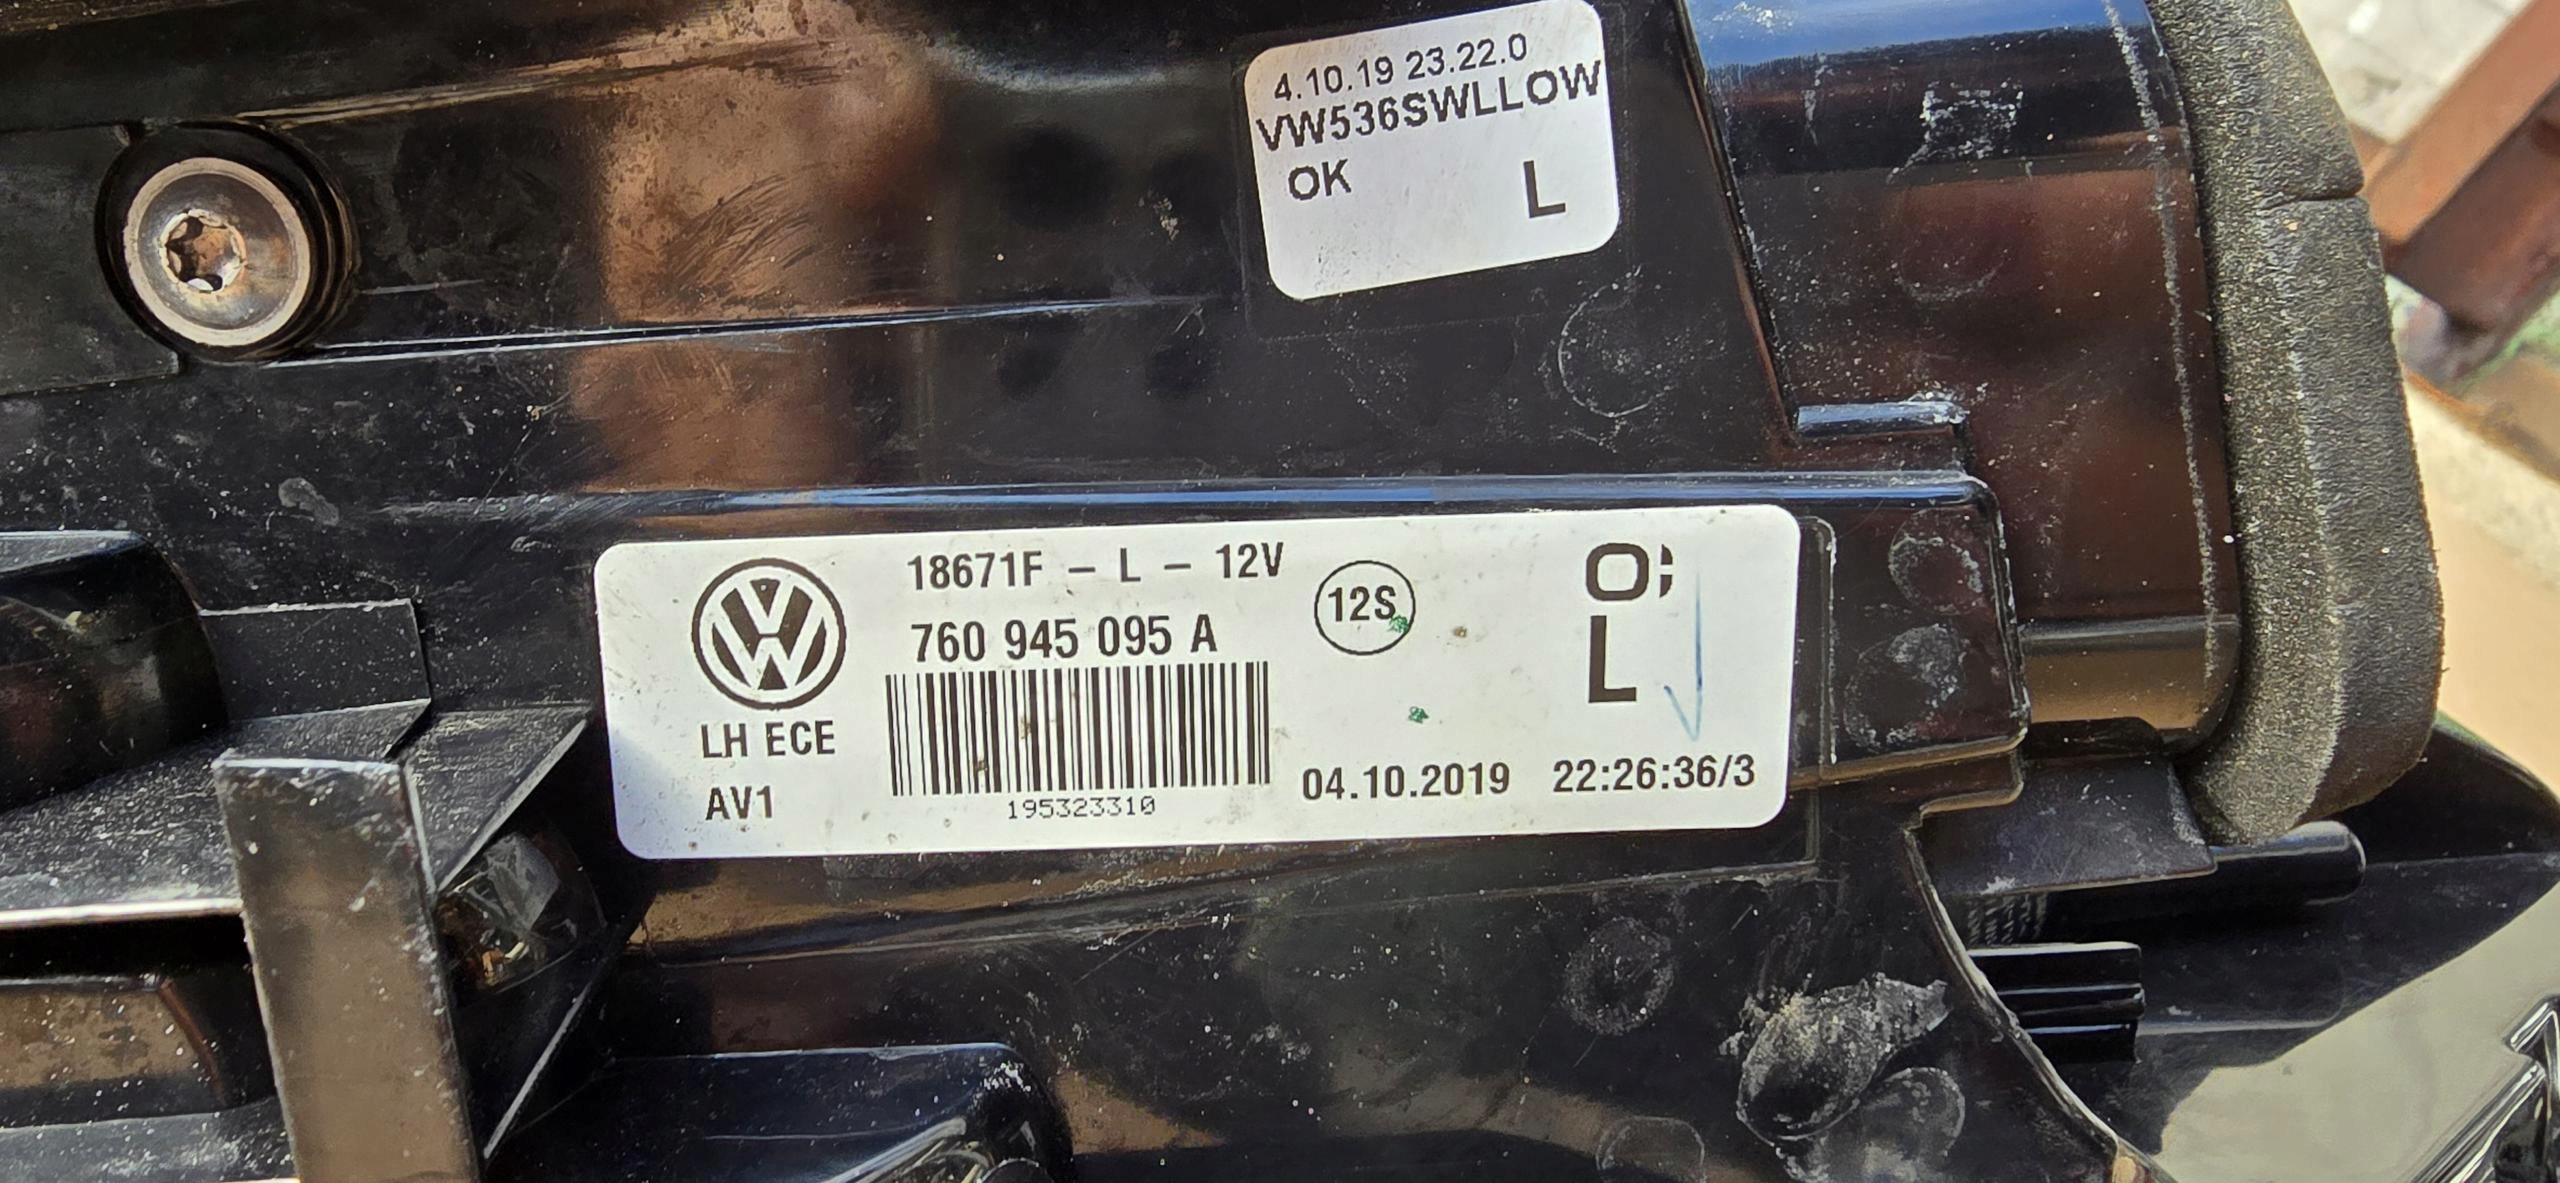 4.10.19 23.22.0
VW536SWLLOW
OK L
18671F – L – 12V
760 945 095 A
12S
O;
L
LH ECE
AV1
195323310
04.10.2019 22:26:36/3